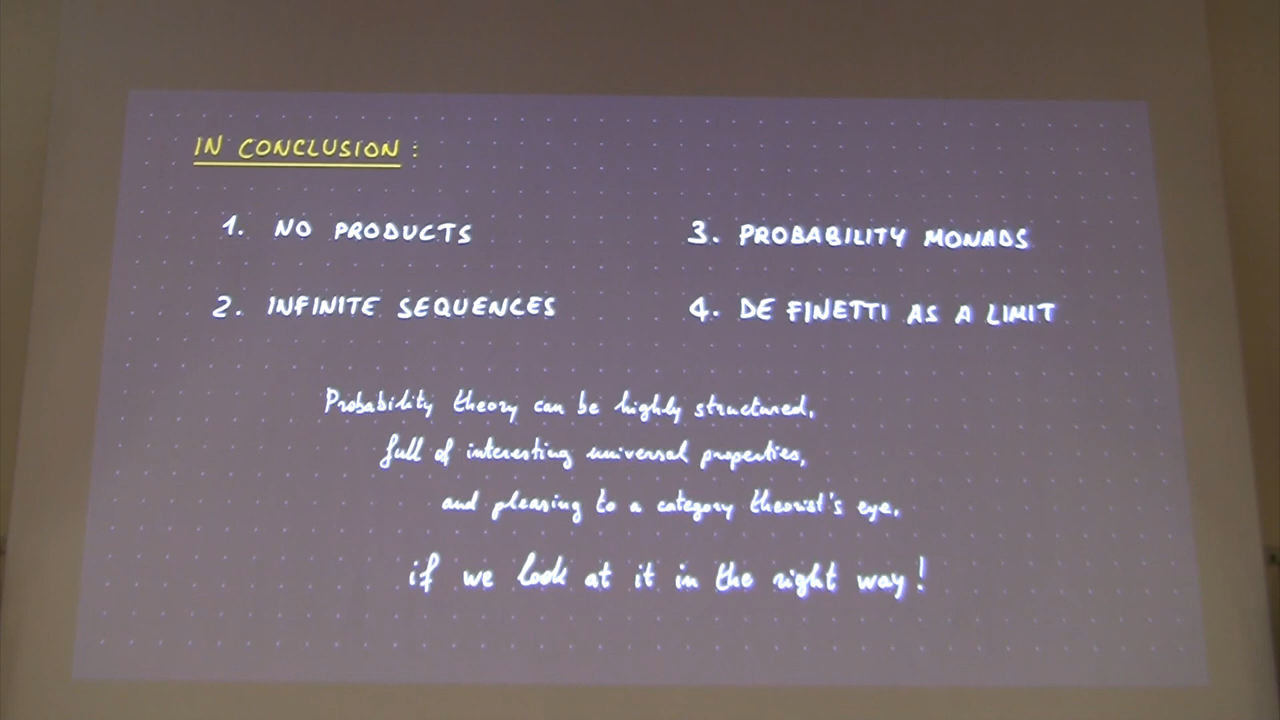 IN CONCLUSION:
1. NO PRODUCTS
2. INFINITE SEQUENCES
3. PROBABILITY MONADS
4. DE FINETTI AS A LIMIT
Probability theory can be highly structured,
full of interesting universal properties,
and pleasing to a category theorist's eye,
if we look at it in the right way!